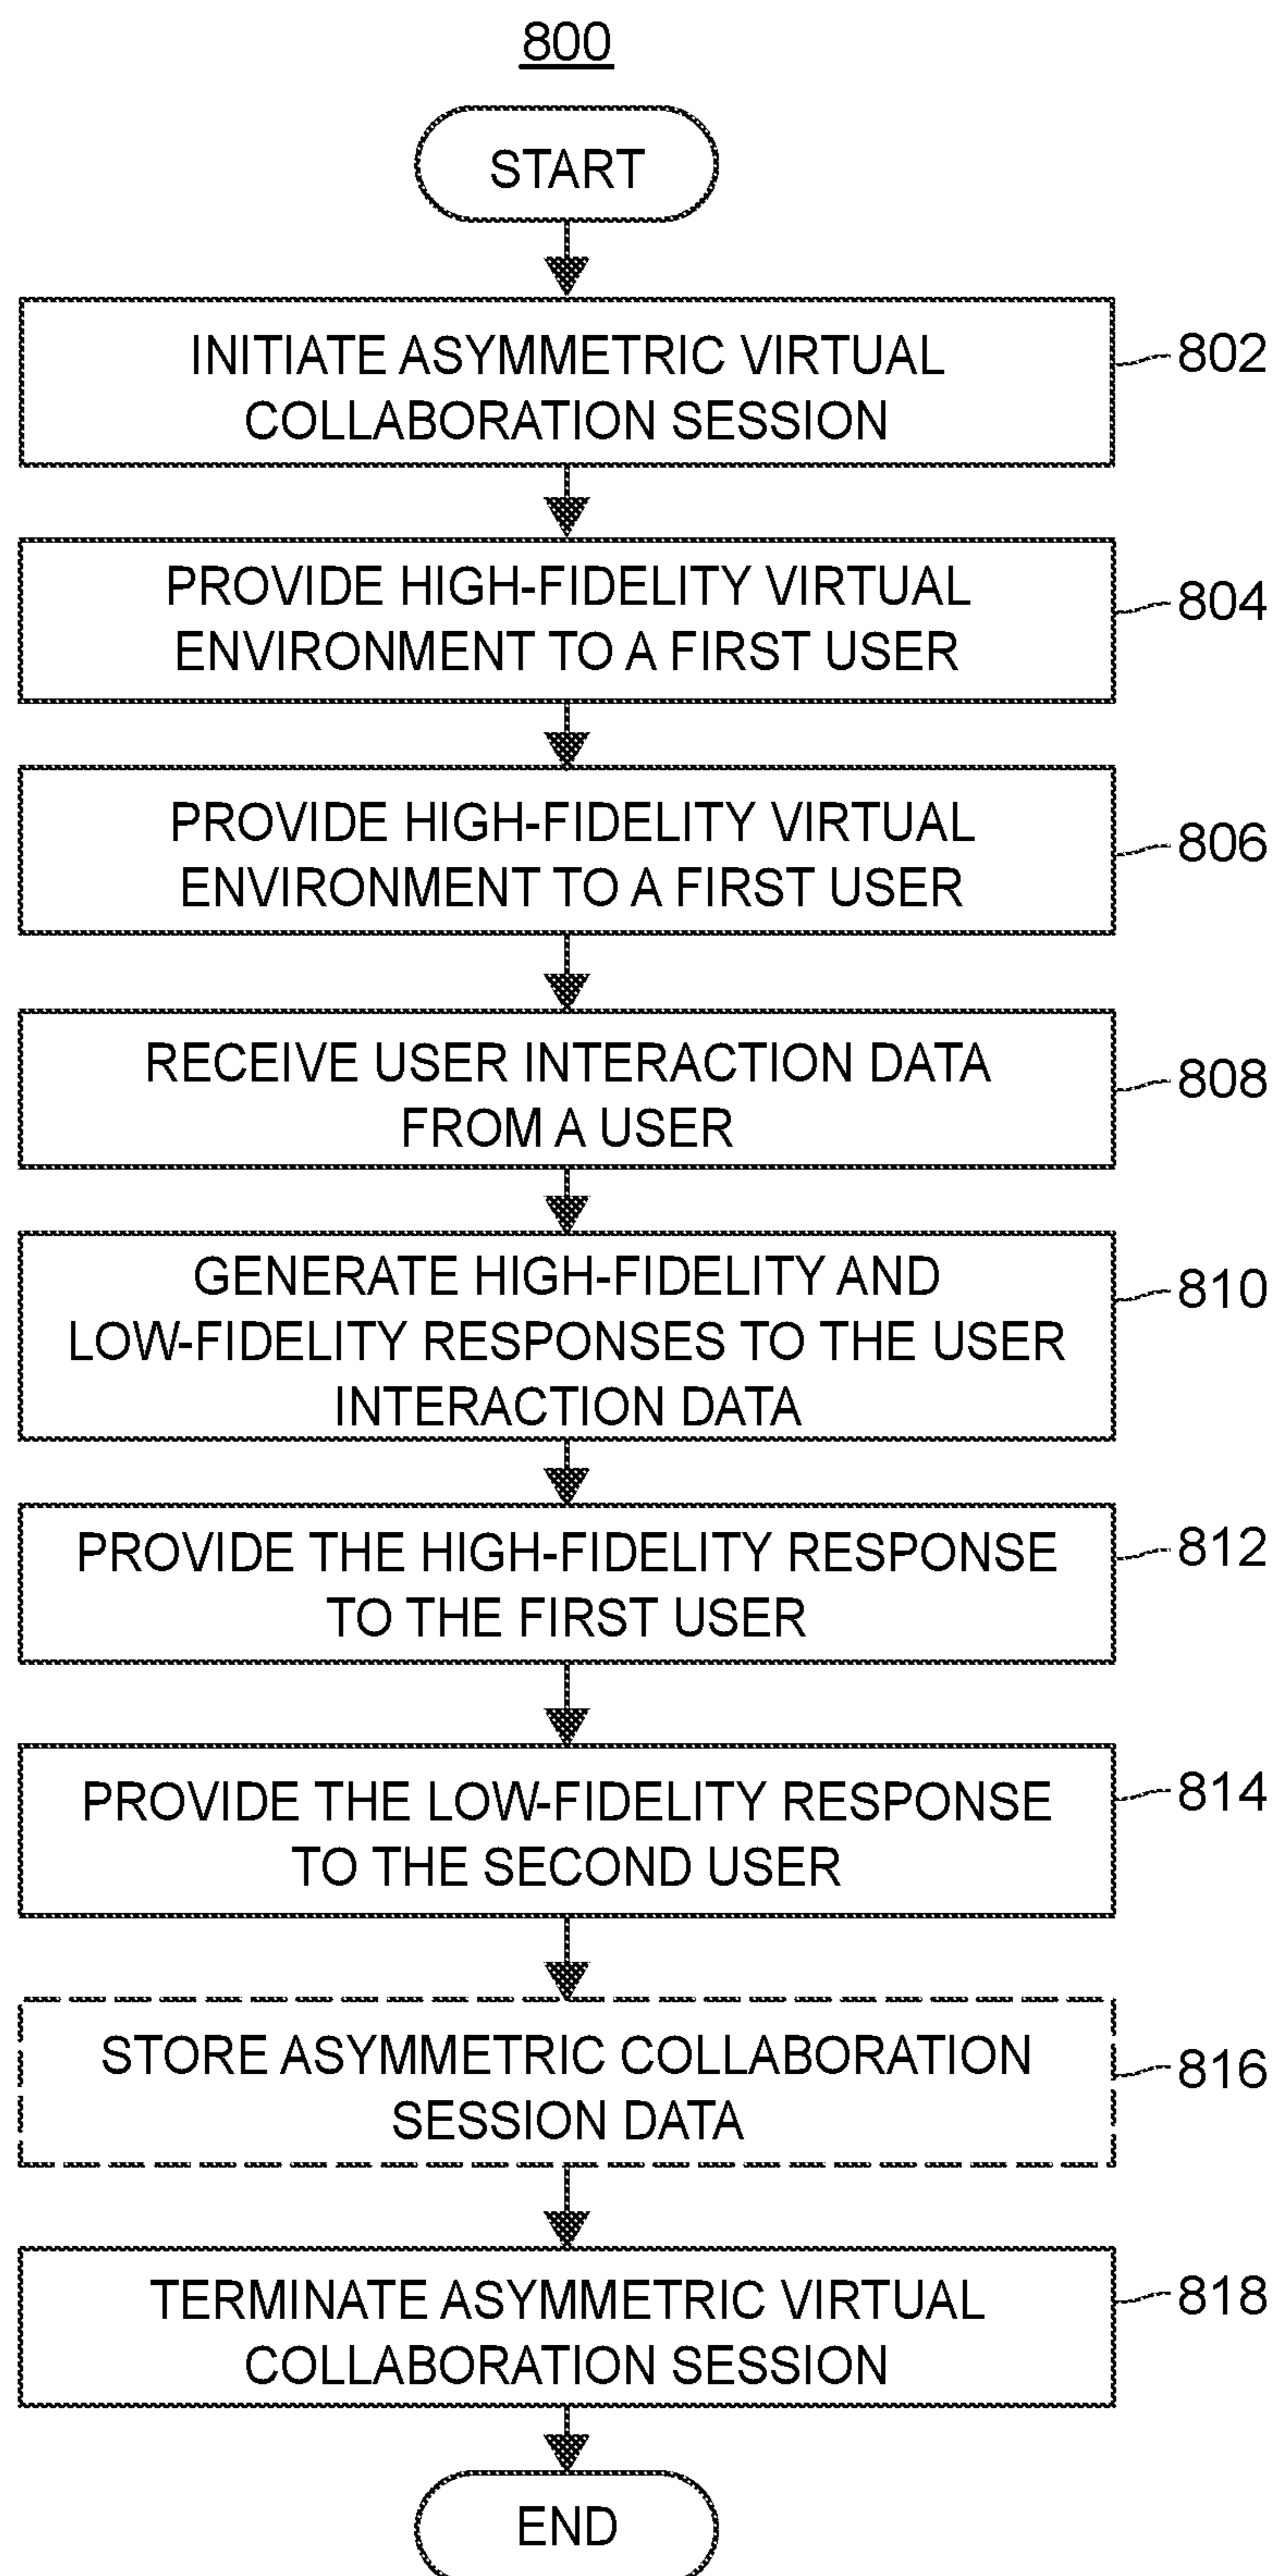 800
START
INITIATE ASYMMETRIC VIRTUAL
COLLABORATION SESSION
802
PROVIDE HIGH-FIDELITY VIRTUAL
ENVIRONMENT TO A FIRST USER
804
PROVIDE HIGH-FIDELITY VIRTUAL
ENVIRONMENT TO A FIRST USER
806
RECEIVE USER INTERACTION DATA
FROM A USER
808
GENERATE HIGH-FIDELITY AND
LOW-FIDELITY RESPONSES TO THE USER
INTERACTION DATA
810
PROVIDE THE HIGH-FIDELITY RESPONSE
TO THE FIRST USER
812
PROVIDE THE LOW-FIDELITY RESPONSE
TO THE SECOND USER
814
STORE ASYMMETRIC COLLABORATION
SESSION DATA
816
TERMINATE ASYMMETRIC VIRTUAL
COLLABORATION SESSION
818
END